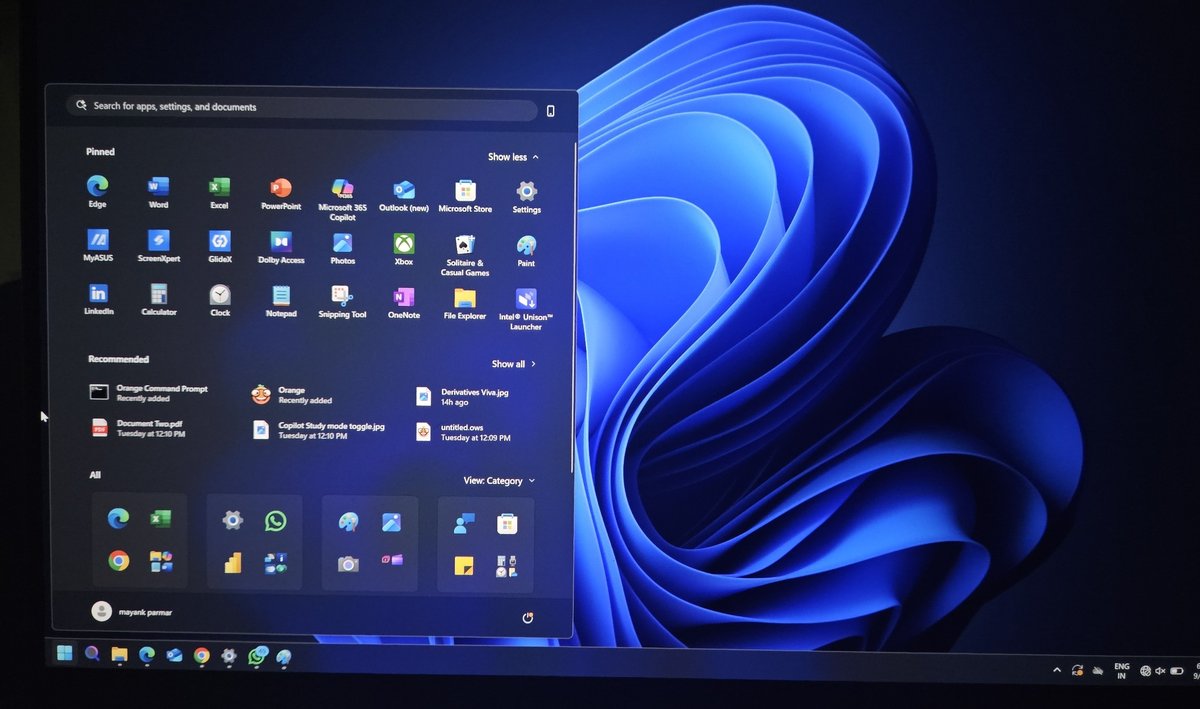 Search for apps, settings, and documents
Pinned
Show less
Edge
Word
Excel
PowerPoint
Microsoft 365
Copilot
Outlook (new)
Microsoft Store
Settings
MyASUS
ScreenXpert
GlideX
Dolby Access
Photos
Xbox
Solitaire &
Casual Games
Paint
LinkedIn
Calculator
Clock
Notepad
Snipping Tool
OneNote
File Explorer
Intel® Unison™
Launcher
Recommended
Show all
Orange Command Prompt
Recently added
Orange
Recently added
Derivatives Viva.jpg
14h ago
Document Two.pdf
Tuesday at 12:10 PM
Copilot Study mode toggle.jpg
Tuesday at 12:10 PM
untitled.ows
Tuesday at 12:09 PM
All
View: Category
mayank parmar
ENG
IN